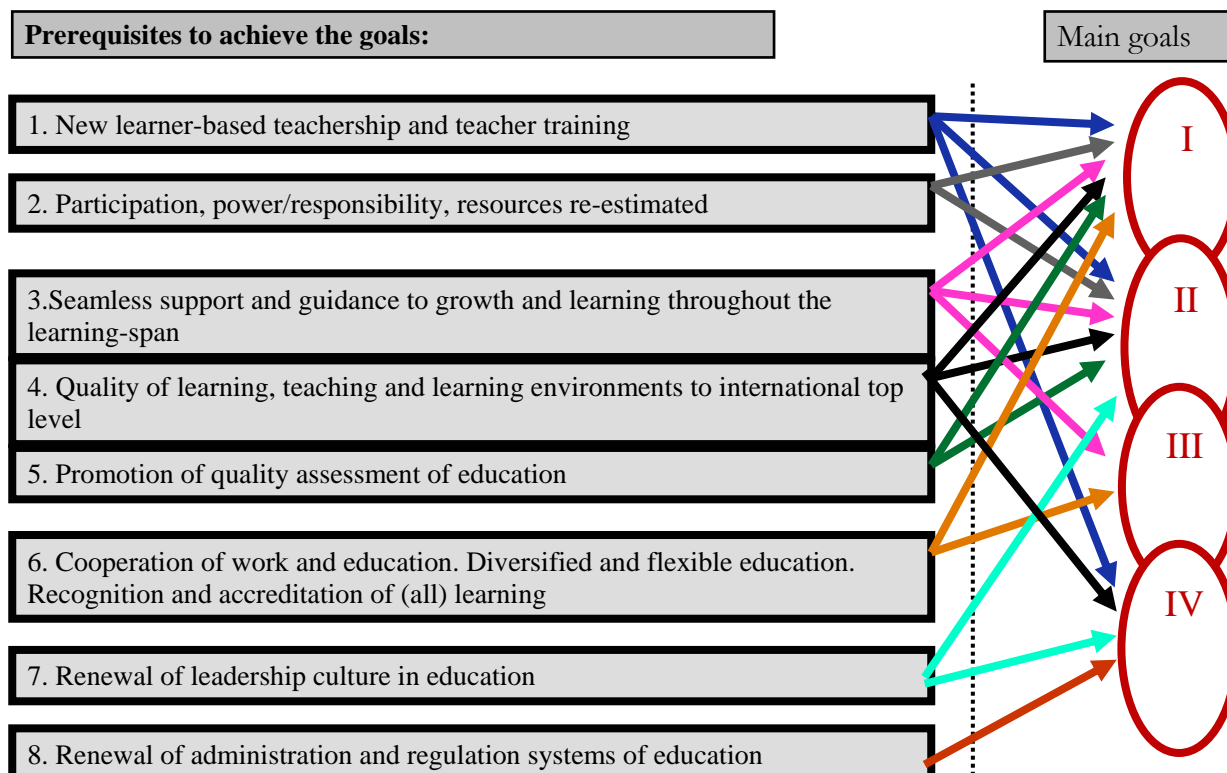 Prerequisites to achieve the goals:
Main goals
1. New learner-based teachership and teacher training
2. Participation, power/responsibility, resources re-estimated
3.Seamless support and guidance to growth and learning throughout the
learning-span
4. Quality of learning, teaching and learning environments to international top
level
5. Promotion of quality assessment of education
6. Cooperation of work and education. Diversified and flexible education.
Recognition and accreditation of (all) learning
7. Renewal of leadership culture in education
8. Renewal of administration and regulation systems of education
I
II
III
IV